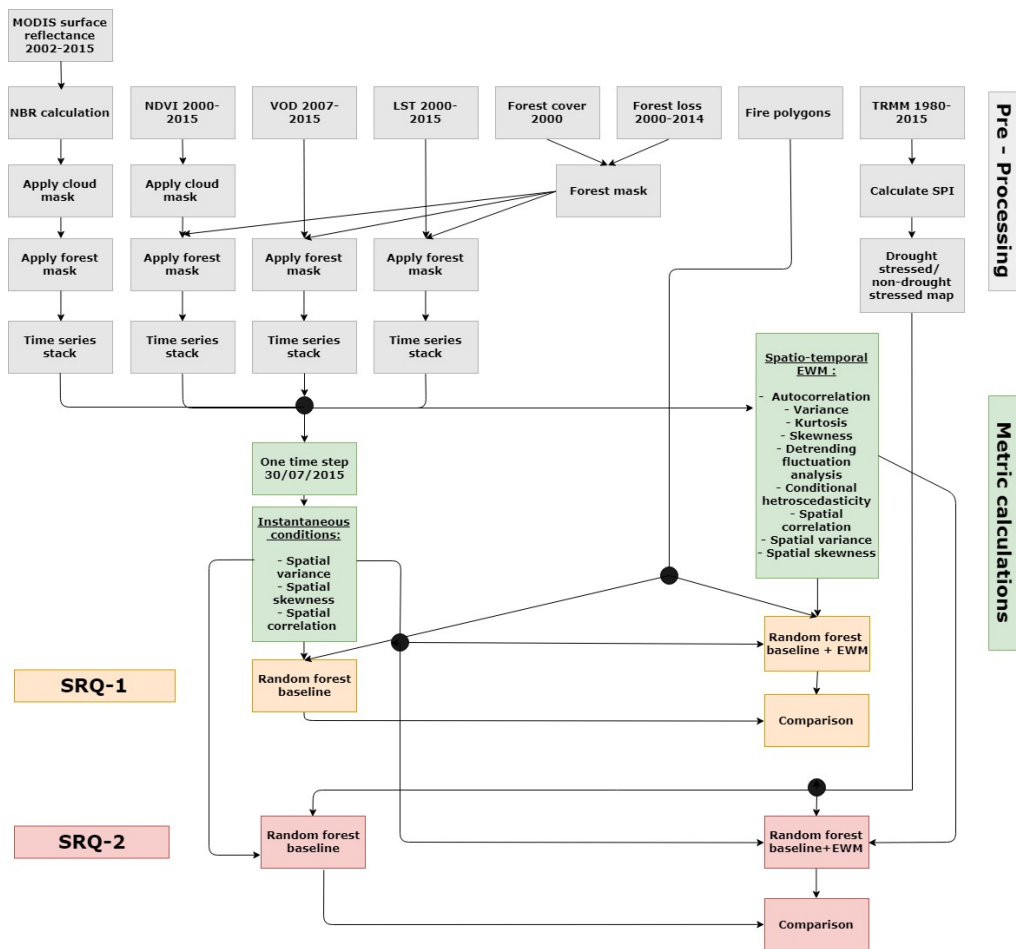 MODIS surface
reflectance
2002-2015
NBR calculation
NDVI 2000-
2015
VOD 2007-
2015
LST 2000-
2015
Forest cover
2000
Forest loss
2000-2014
Fire polygons
TRMM 1980-
2015
Pre - Processing
Apply cloud
mask
Apply cloud
mask
Forest mask
Calculate SPI
Apply forest
mask
Apply forest
mask
Apply forest
mask
Apply forest
mask
Drought
stressed/
non-drought
stressed map
Time series
stack
Time series
stack
Time series
stack
Time series
stack
Spatio-temporal
EWM :
- Autocorrelation
- Variance
- Kurtosis
- Skewness
- Detrending
fluctuation
analysis
- Conditional
hetroscedasticity
- Spatial
correlation
- Spatial variance
- Spatial skewness
Metric calculations
One time step
30/07/2015
Instantaneous
conditions:
- Spatial
variance
- Spatial
skewness
- Spatial
correlation
SRQ-1
Random forest
baseline
Random forest
baseline + EWM
Comparison
SRQ-2
Random forest
baseline
Random forest
baseline+EWM
Comparison